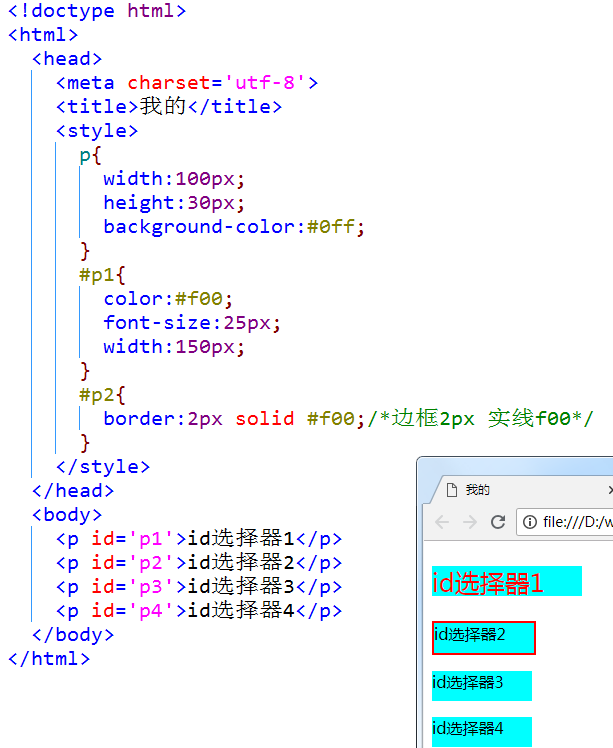 <!doctype html>
<html>
<head>
<meta charset='utf-8'>
<title>我的</title>
<style>
p{
width:100px;
height:30px;
background-color:#0ff;
}
#p1{
color:#f00;
font-size:25px;
width:150px;
}
#p2{
border:2px solid #f00;/*边框2px 实线f00*/
}
</style>
</head>
<body>
<p id='p1'>id选择器1</p>
<p id='p2'>id选择器2</p>
<p id='p3'>id选择器3</p>
<p id='p4'>id选择器4</p>
</body>
</html>
我的
file:///D:/w
id选择器1
id选择器2
id选择器3
id选择器4